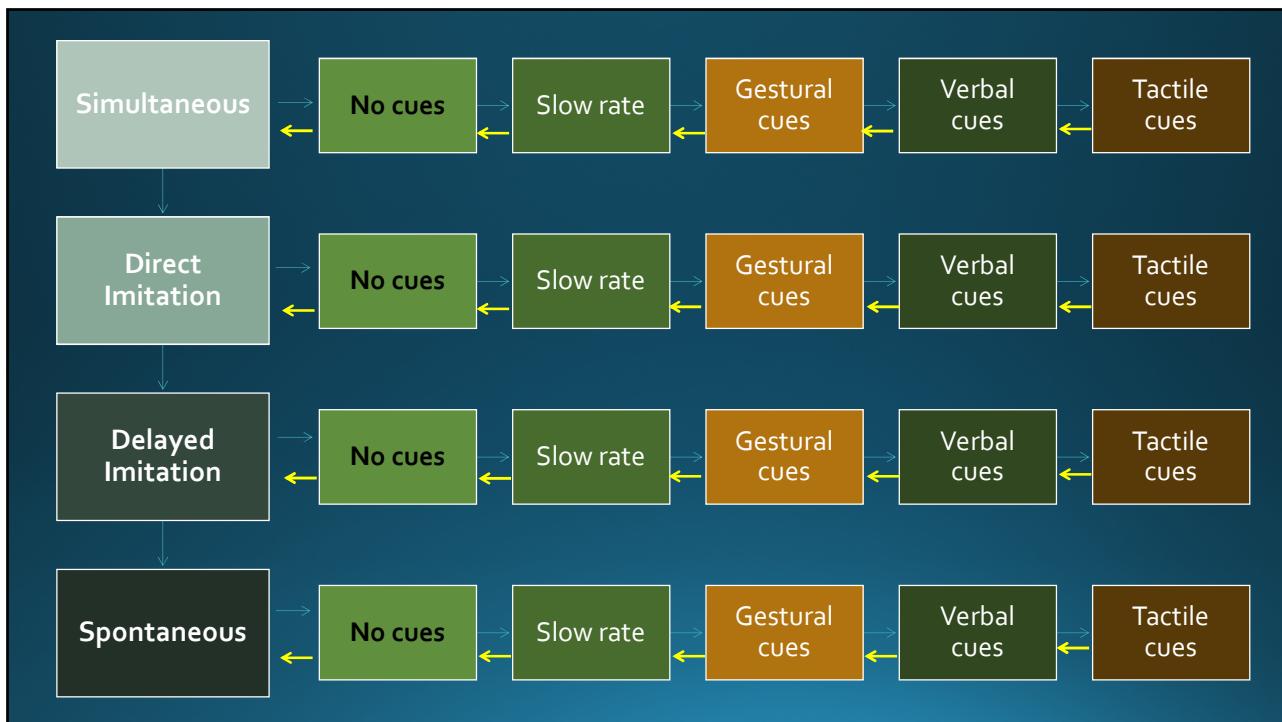 Simultaneous
No cues
Slow rate
Gestural
cues
Verbal
cues
Tactile
cues
Direct
Imitation
No cues
Slow rate
Gestural
cues
Verbal
cues
Tactile
cues
Delayed
Imitation
No cues
Slow rate
Gestural
cues
Verbal
cues
Tactile
cues
Spontaneous
No cues
Slow rate
Gestural
cues
Verbal
cues
Tactile
cues